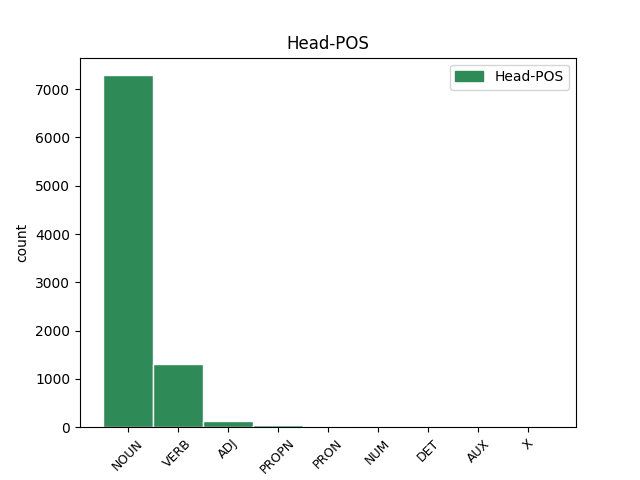 Head-POS
Head-POS
7000
6000
5000
4000
3000
2000
1000
0
count
NOUN
VERB
ADJ
PROPN
PRON
NUM
DET
AUX
X